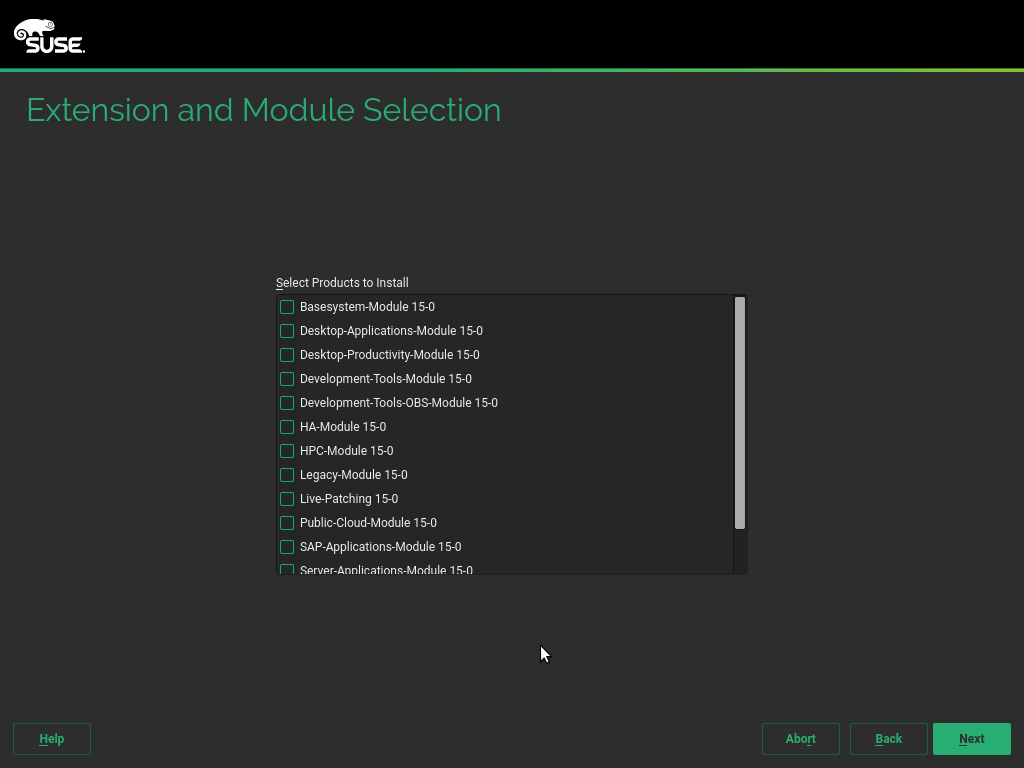 SUSE.
Extension and Module Selection
Select Products to Install
Basesystem-Module 15-0
Desktop-Applications-Module 15-0
Desktop-Productivity-Module 15-0
Development-Tools-Module 15-0
Development-Tools-OBS-Module 15-0
HA-Module 15-0
HPC-Module 15-0
Legacy-Module 15-0
Live-Patching 15-0
Public-Cloud-Module 15-0
SAP-Applications-Module 15-0
Server-Applications-Module 15-0
Help Abort Back Next